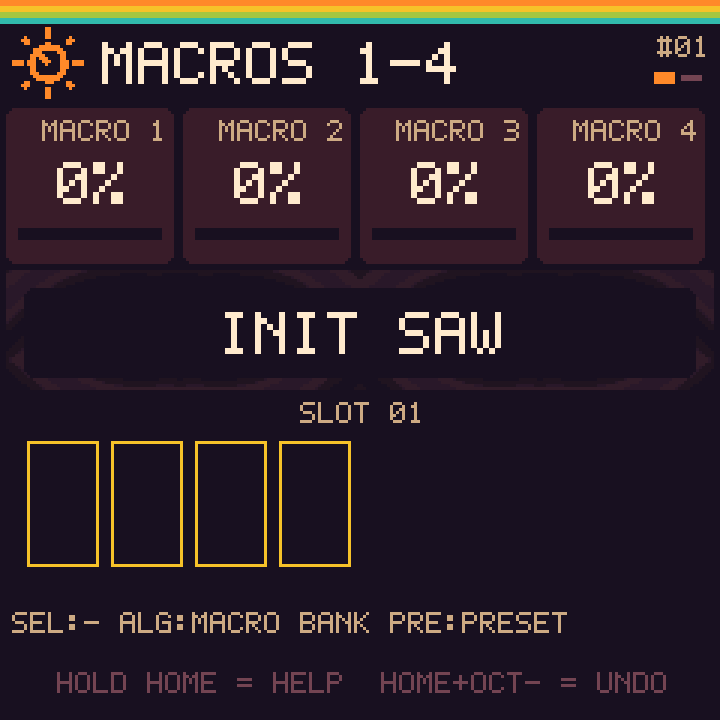 MACROS 1-4
#01
MACRO 1 MACRO 2 MACRO 3 MACRO 4
0% 0% 0% 0%
INIT SAW
SLOT 01
SEL:- ALG:MACRO BANK PRE:PRESET
HOLD HOME = HELP HOME+OCT- = UNDO